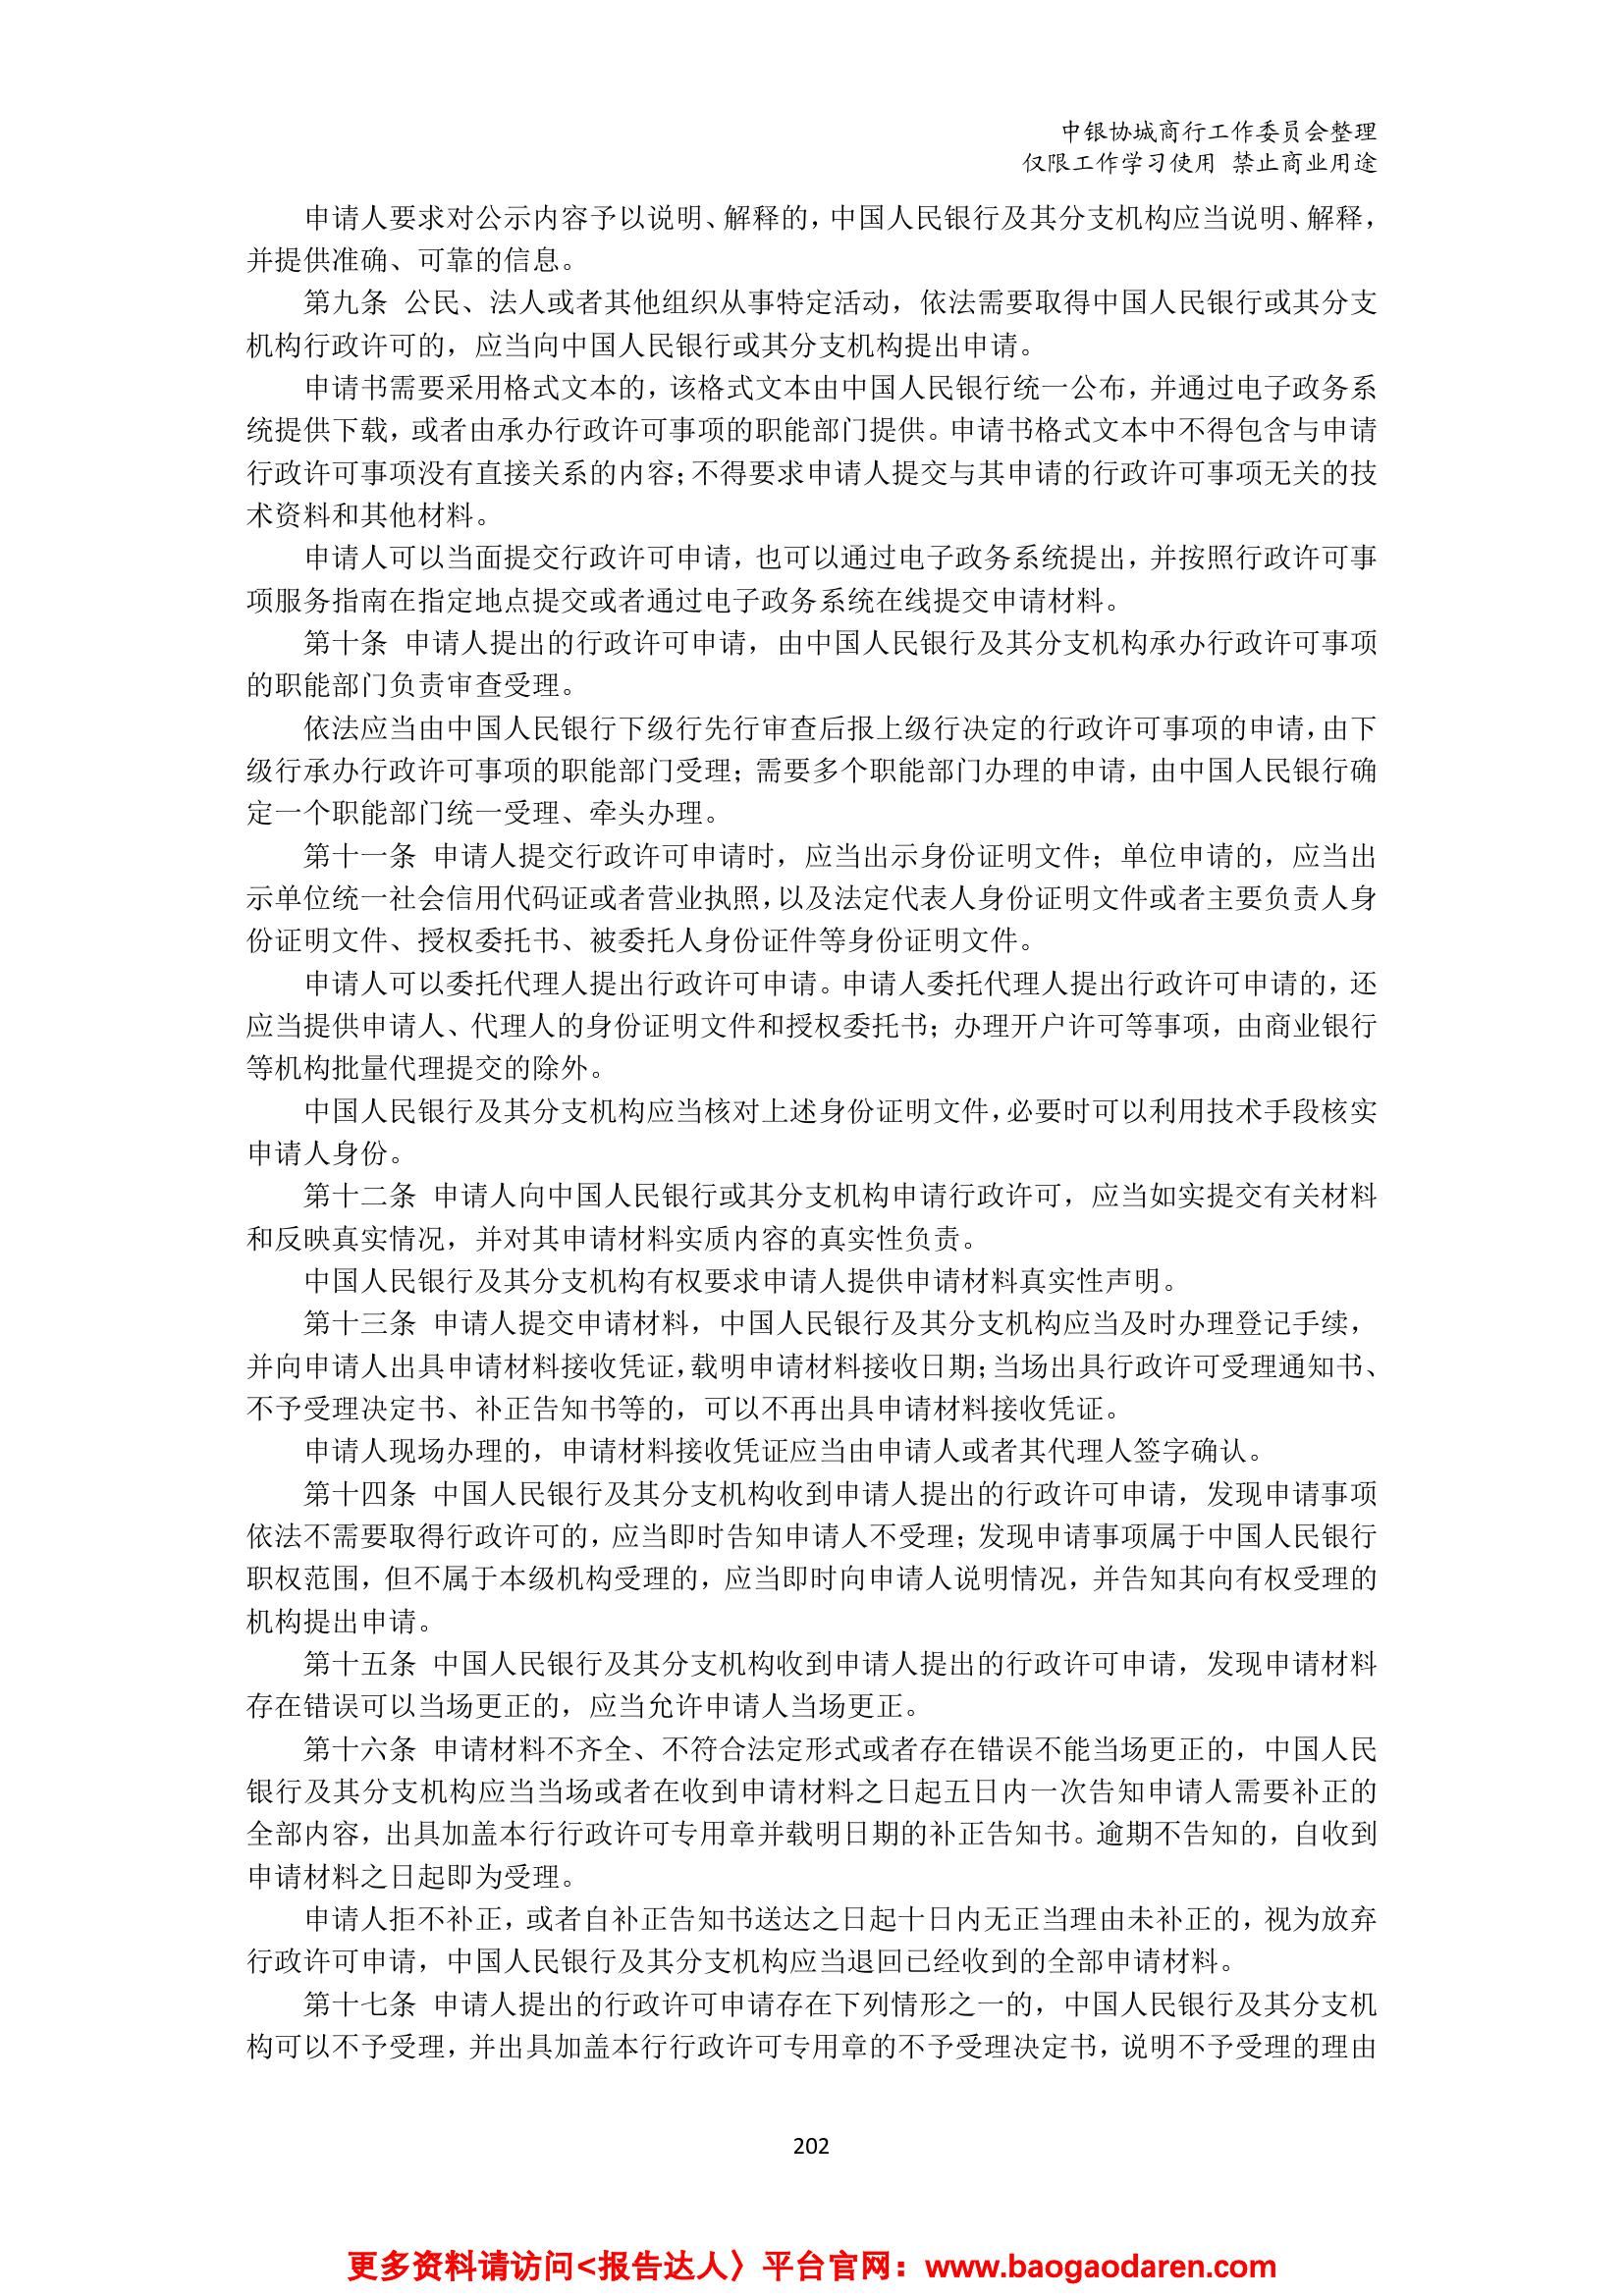 中银协城商行工作委员会整理
仅限工作学习使用 禁止商业用途
申请人要求对公示内容予以说明、解释的，中国人民银行及其分支机构应当说明、解释，
并提供准确、可靠的信息。
第九条 公民、法人或者其他组织从事特定活动，依法需要取得中国人民银行或其分支
机构行政许可的，应当向中国人民银行或其分支机构提出申请。
申请书需要采用格式文本的，该格式文本由中国人民银行统一公布，并通过电子政务系
统提供下载，或者由承办行政许可事项的职能部门提供。申请书格式文本中不得包含与申请
行政许可事项没有直接关系的内容；不得要求申请人提交与其申请的行政许可事项无关的技
术资料和其他材料。
申请人可以当面提交行政许可申请，也可以通过电子政务系统提出，并按照行政许可事
项服务指南在指定地点提交或者通过电子政务系统在线提交申请材料。
第十条 申请人提出的行政许可申请，由中国人民银行及其分支机构承办行政许可事项
的职能部门负责审查受理。
依法应当由中国人民银行下级行先行审查后报上级行决定的行政许可事项的申请，由下
级行承办行政许可事项的职能部门受理；需要多个职能部门办理的申请，由中国人民银行确
定一个职能部门统一受理、牵头办理。
第十一条 申请人提交行政许可申请时，应当出示身份证明文件；单位申请的，应当出
示单位统一社会信用代码证或者营业执照，以及法定代表人身份证明文件或者主要负责人身
份证明文件、授权委托书、被委托人身份证件等身份证明文件。
申请人可以委托代理人提出行政许可申请。申请人委托代理人提出行政许可申请的，还
应当提供申请人、代理人的身份证明文件和授权委托书；办理开户许可等事项，由商业银行
等机构批量代理提交的除外。
中国人民银行及其分支机构应当核对上述身份证明文件，必要时可以利用技术手段核实
申请人身份。
第十二条 申请人向中国人民银行或其分支机构申请行政许可，应当如实提交有关材料
和反映真实情况，并对其申请材料实质内容的真实性负责。
中国人民银行及其分支机构有权要求申请人提供申请材料真实性声明。
第十三条 申请人提交申请材料，中国人民银行及其分支机构应当及时办理登记手续，
并向申请人出具申请材料接收凭证，载明申请材料接收日期；当场出具行政许可受理通知书、
不予受理决定书、补正告知书等的，可以不再出具申请材料接收凭证。
申请人现场办理的，申请材料接收凭证应当由申请人或者其代理人签字确认。
第十四条 中国人民银行及其分支机构收到申请人提出的行政许可申请，发现申请事项
依法不需要取得行政许可的，应当即时告知申请人不受理；发现申请事项属于中国人民银行
职权范围，但不属于本级机构受理的，应当即时向申请人说明情况，并告知其向有权受理的
机构提出申请。
第十五条 中国人民银行及其分支机构收到申请人提出的行政许可申请，发现申请材料
存在错误可以当场更正的，应当允许申请人当场更正。
第十六条 申请材料不齐全、不符合法定形式或者存在错误不能当场更正的，中国人民
银行及其分支机构应当当场或者在收到申请材料之日起五日内一次告知申请人需要补正的
全部内容，出具加盖本行行政许可专用章并载明日期的补正告知书。逾期不告知的，自收到
申请材料之日起即为受理。
申请人拒不补正，或者自补正告知书送达之日起十日内无正当理由未补正的，视为放弃
行政许可申请，中国人民银行及其分支机构应当退回已经收到的全部申请材料。
第十七条 申请人提出的行政许可申请存在下列情形之一的，中国人民银行及其分支机
构可以不予受理，并出具加盖本行行政许可专用章的不予受理决定书，说明不予受理的理由
202
更多资料请访问<报告达人〉平台官网：www.baogaodaren.com